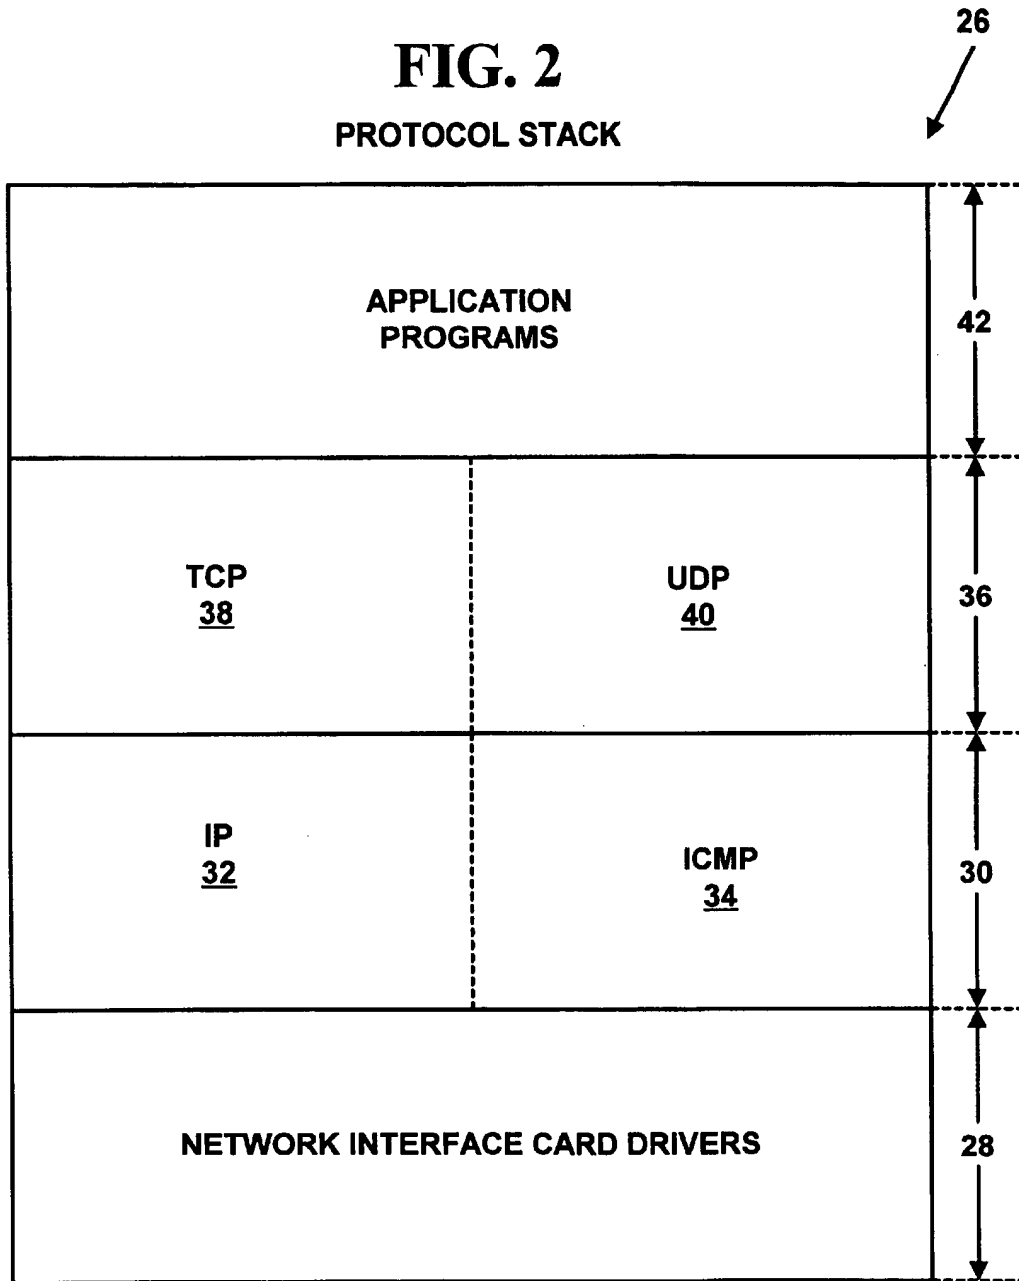 26
FIG. 2
PROTOCOL STACK
APPLICATION
PROGRAMS
42
TCP
38
UDP
40
36
IP
32
ICMP
34
30
NETWORK INTERFACE CARD DRIVERS
28